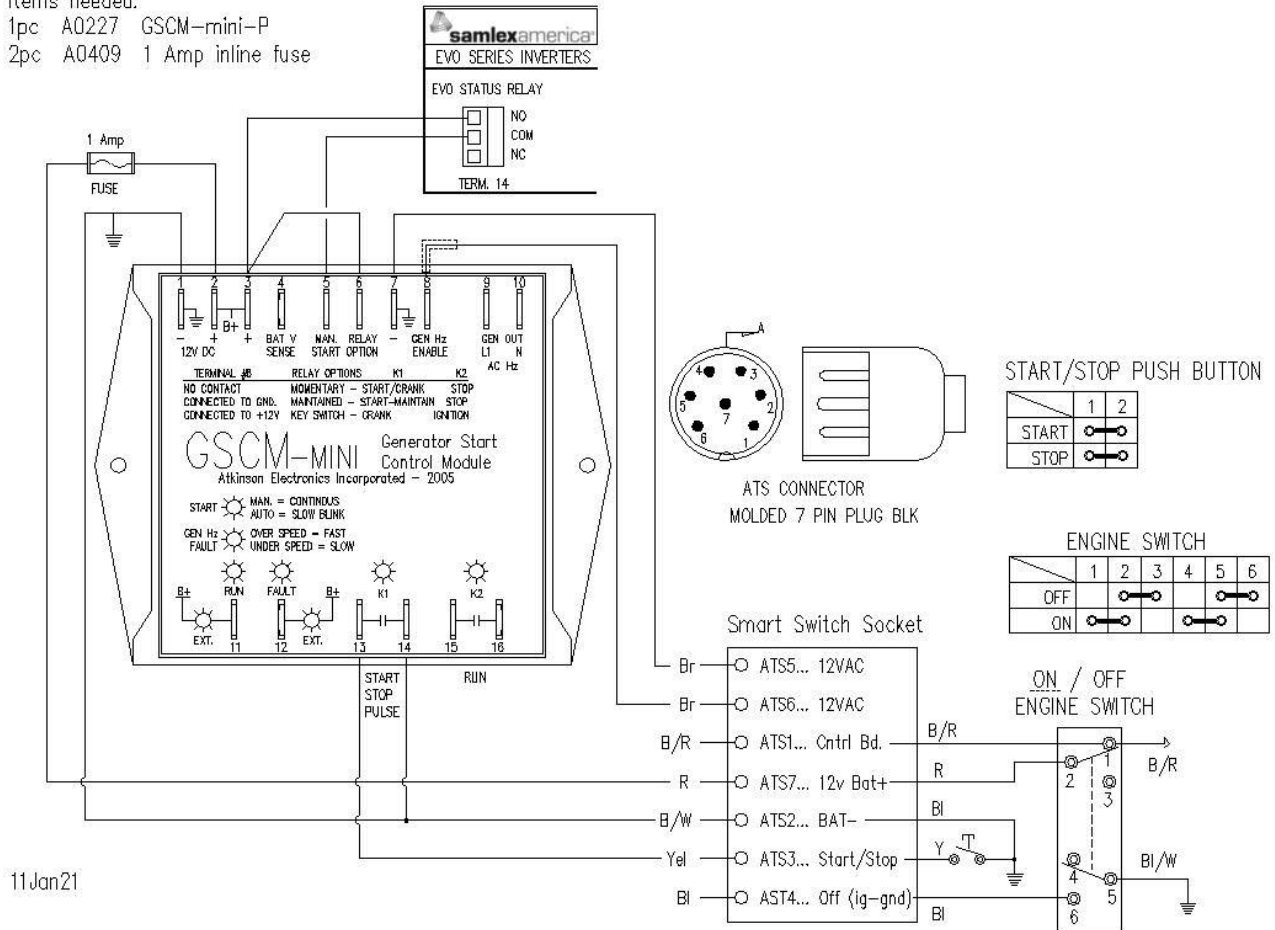 Items needed:
1pc A0227 GSCM-mini-P
2pc A0409 1 Amp inline fuse
samlexamerica
EVO SERIES INVERTERS
EVO STATUS RELAY
NO
COM
NC
TERM. 14
1 Amp
FUSE
1 2 3 4 5 6 7 8 9 10
- + B+ + BAT V MAN. RELAY - GEN Hz GEN OUT
12V DC SENSE START OPTION ENABLE L1 N
AC Hz
TERMINAL #6 RELAY OPTIONS K1 K2
NO CONTACT MOMENTARY - START/CRANK STOP
CONNECTED TO GND. MAINTAINED - START-MAINTAIN STOP
CONNECTED TO +12V KEY SWITCH - CRANK IGNITION
GSCM-MINI Generator Start
Control Module
Atkinson Electronics Incorporated - 2005
START MAN. = CONTINOUS
AUTO = SLOW BLINK
GEN Hz OVER SPEED - FAST
FAULT UNDER SPEED = SLOW
RUN FAULT K1 K2
B+ B+
EXT. 11 12 EXT. 13 14 15 16
START
STOP
PULSE
RUN
A
4 3
5 2
7
6 1
ATS CONNECTOR
MOLDED 7 PIN PLUG BLK
START/STOP PUSH BUTTON
1 2
START
STOP
ENGINE SWITCH
1 2 3 4 5 6
OFF
ON
Smart Switch Socket
Br ATS5... 12VAC
Br ATS6... 12VAC
B/R ATS1... Cntrl Bd. B/R
R ATS7... 12v Bat+ R
B/W ATS2... BAT- Bl
Yel ATS3... Start/Stop Y T
Bl AST4... Off (ig-gnd) Bl
ON / OFF
ENGINE SWITCH
1
2
3
B/R
4
5
6
Bl/W
11Jan21